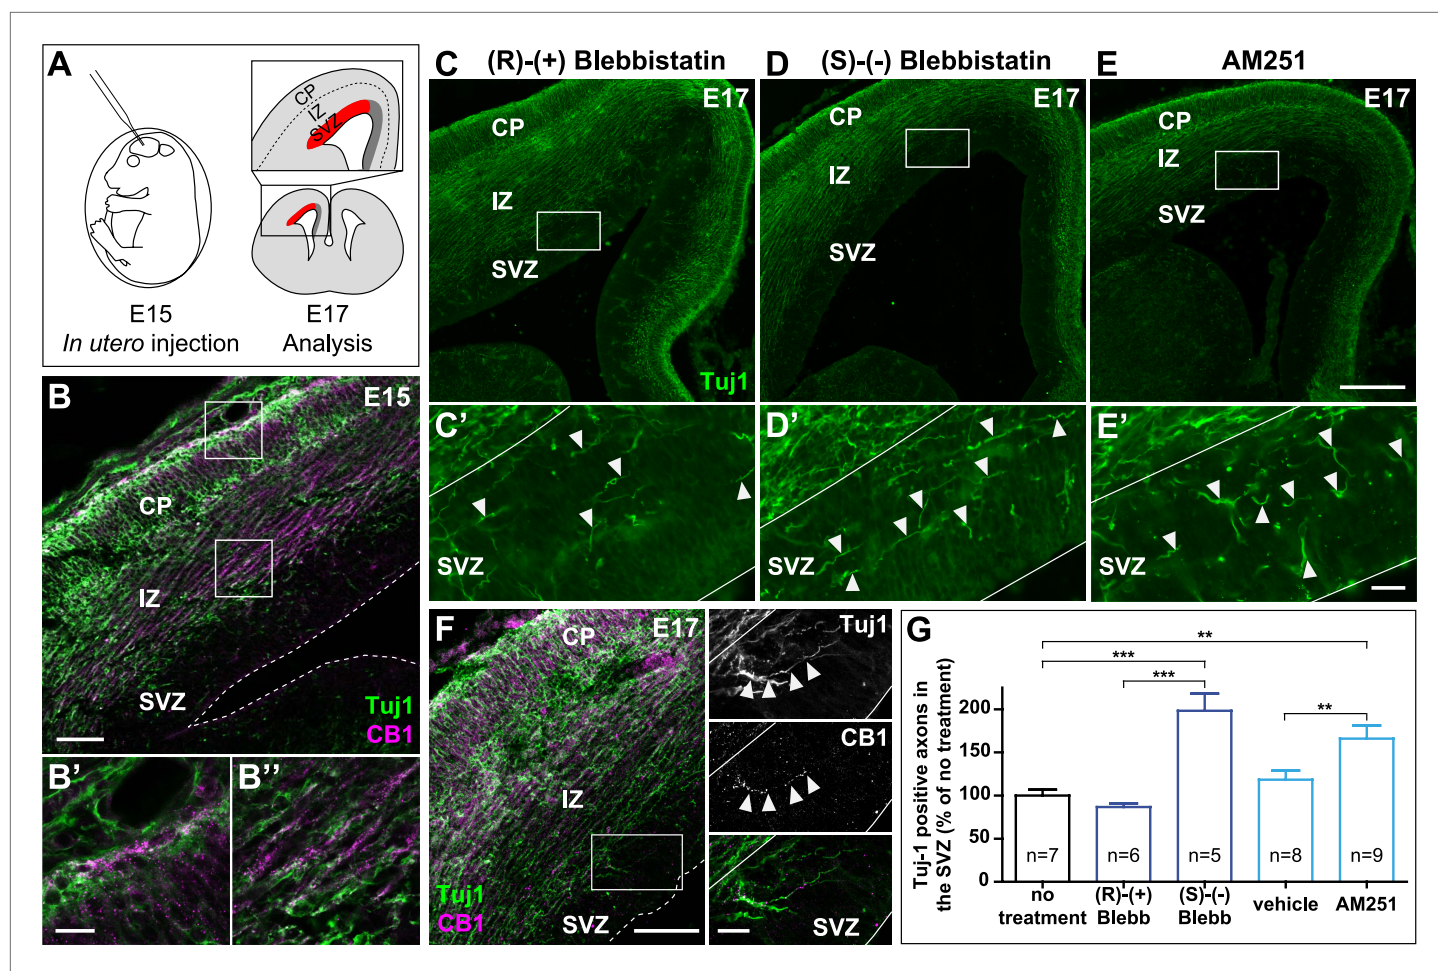 A
CP
IZ
SVZ
E15
In utero injection
E17
Analysis
C
(R)-(+) Blebbistatin
E17
CP
IZ
SVZ
Tuj1
D
(S)-(-) Blebbistatin
E17
CP
IZ
SVZ
E
AM251
E17
CP
IZ
SVZ
B
E15
CP
IZ
SVZ
Tuj1
CB1
B'
B''
C'
SVZ
D'
SVZ
E'
SVZ
F
E17
CP
IZ
SVZ
Tuj1
CB1
Tuj1
CB1
SVZ
G
Tuj-1 positive axons in
the SVZ (% of no treatment)
200
150
100
50
0
**
***
***
**
n=7
n=6
n=5
n=8
n=9
no
treatment
(R)-(+)
Blebb
(S)-(-)
Blebb
vehicle
AM251